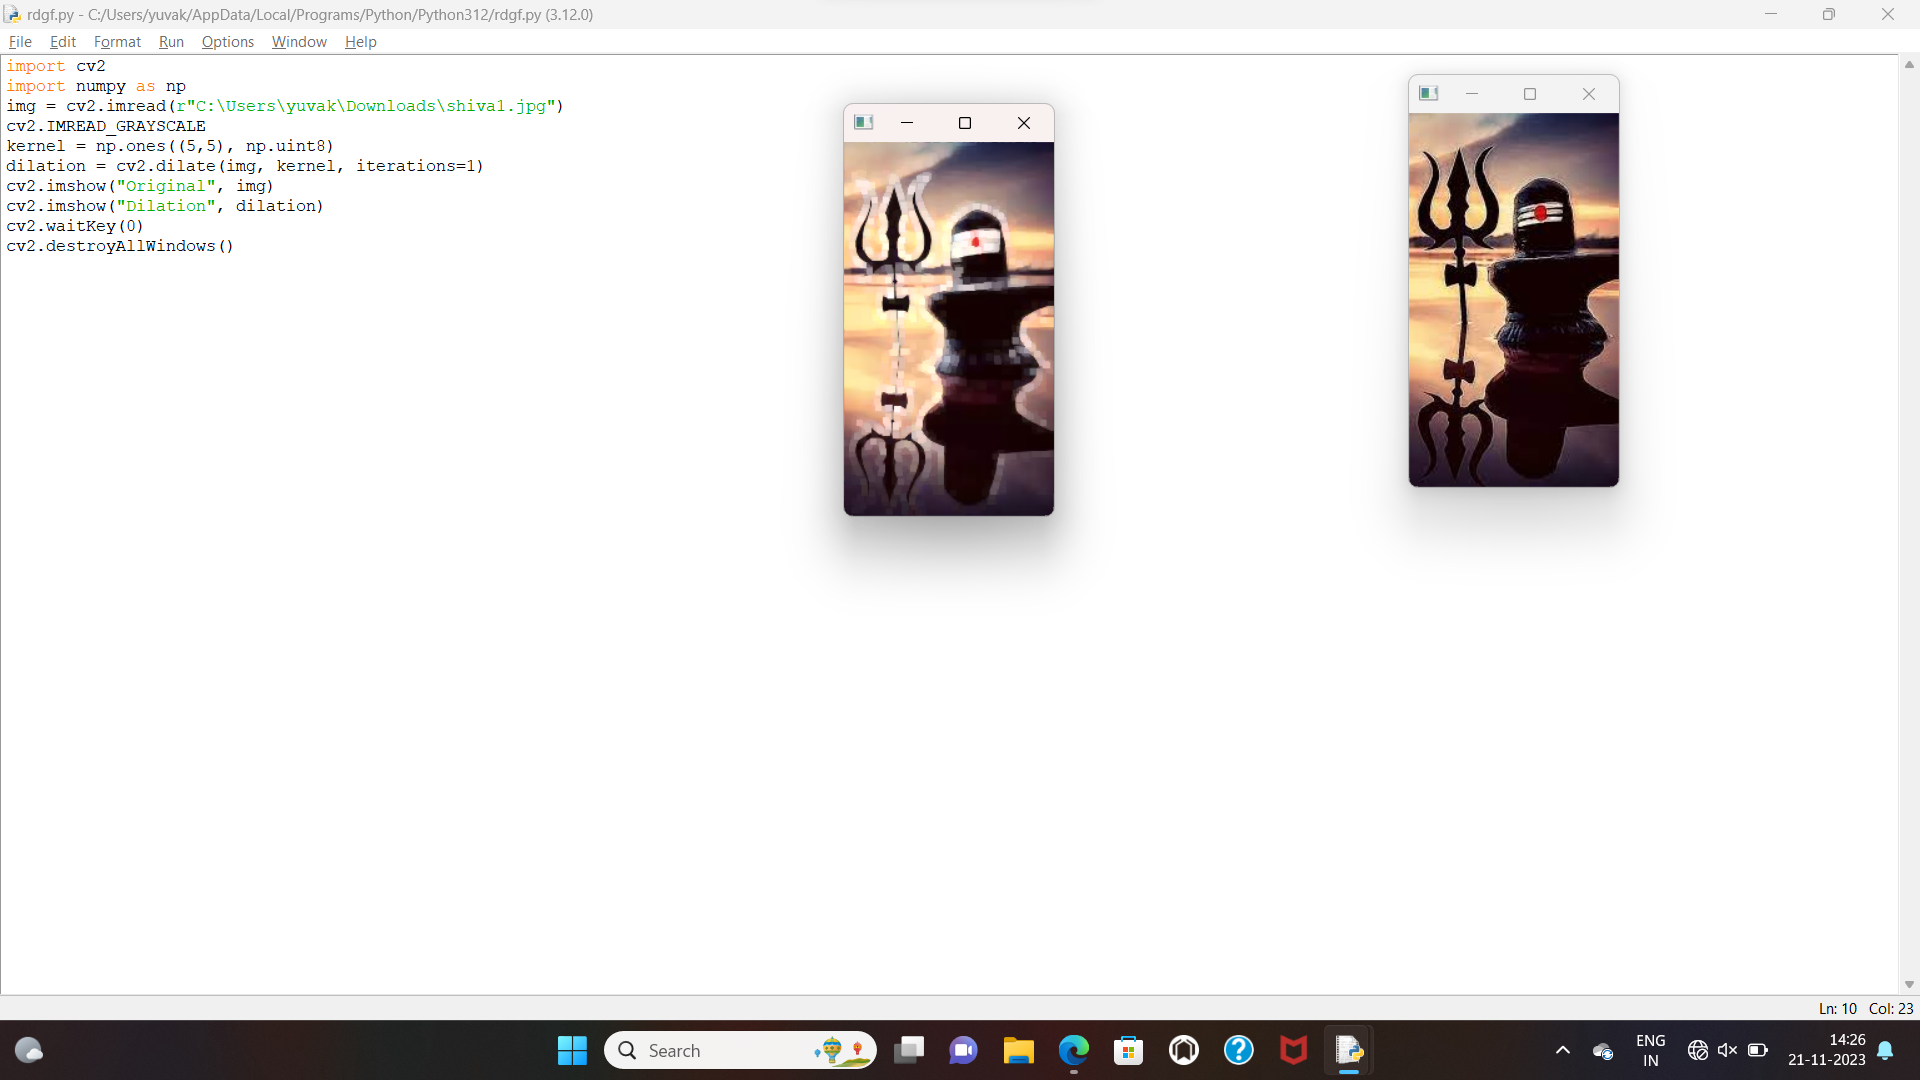 rdgf.py - C:/Users/yuvak/AppData/Local/Programs/Python/Python312/rdgf.py (3.12.0)
File Edit Format Run Options Window Help
import cv2
import numpy as np
img = cv2.imread(r"C:\Users\yuvak\Downloads\shiva1.jpg")
cv2.IMREAD_GRAYSCALE
kernel = np.ones((5,5), np.uint8)
dilation = cv2.dilate(img, kernel, iterations=1)
cv2.imshow("Original", img)
cv2.imshow("Dilation", dilation)
cv2.waitKey(0)
cv2.destroyAllWindows()
Ln: 10 Col: 23
Search
ENG
IN
14:26
21-11-2023